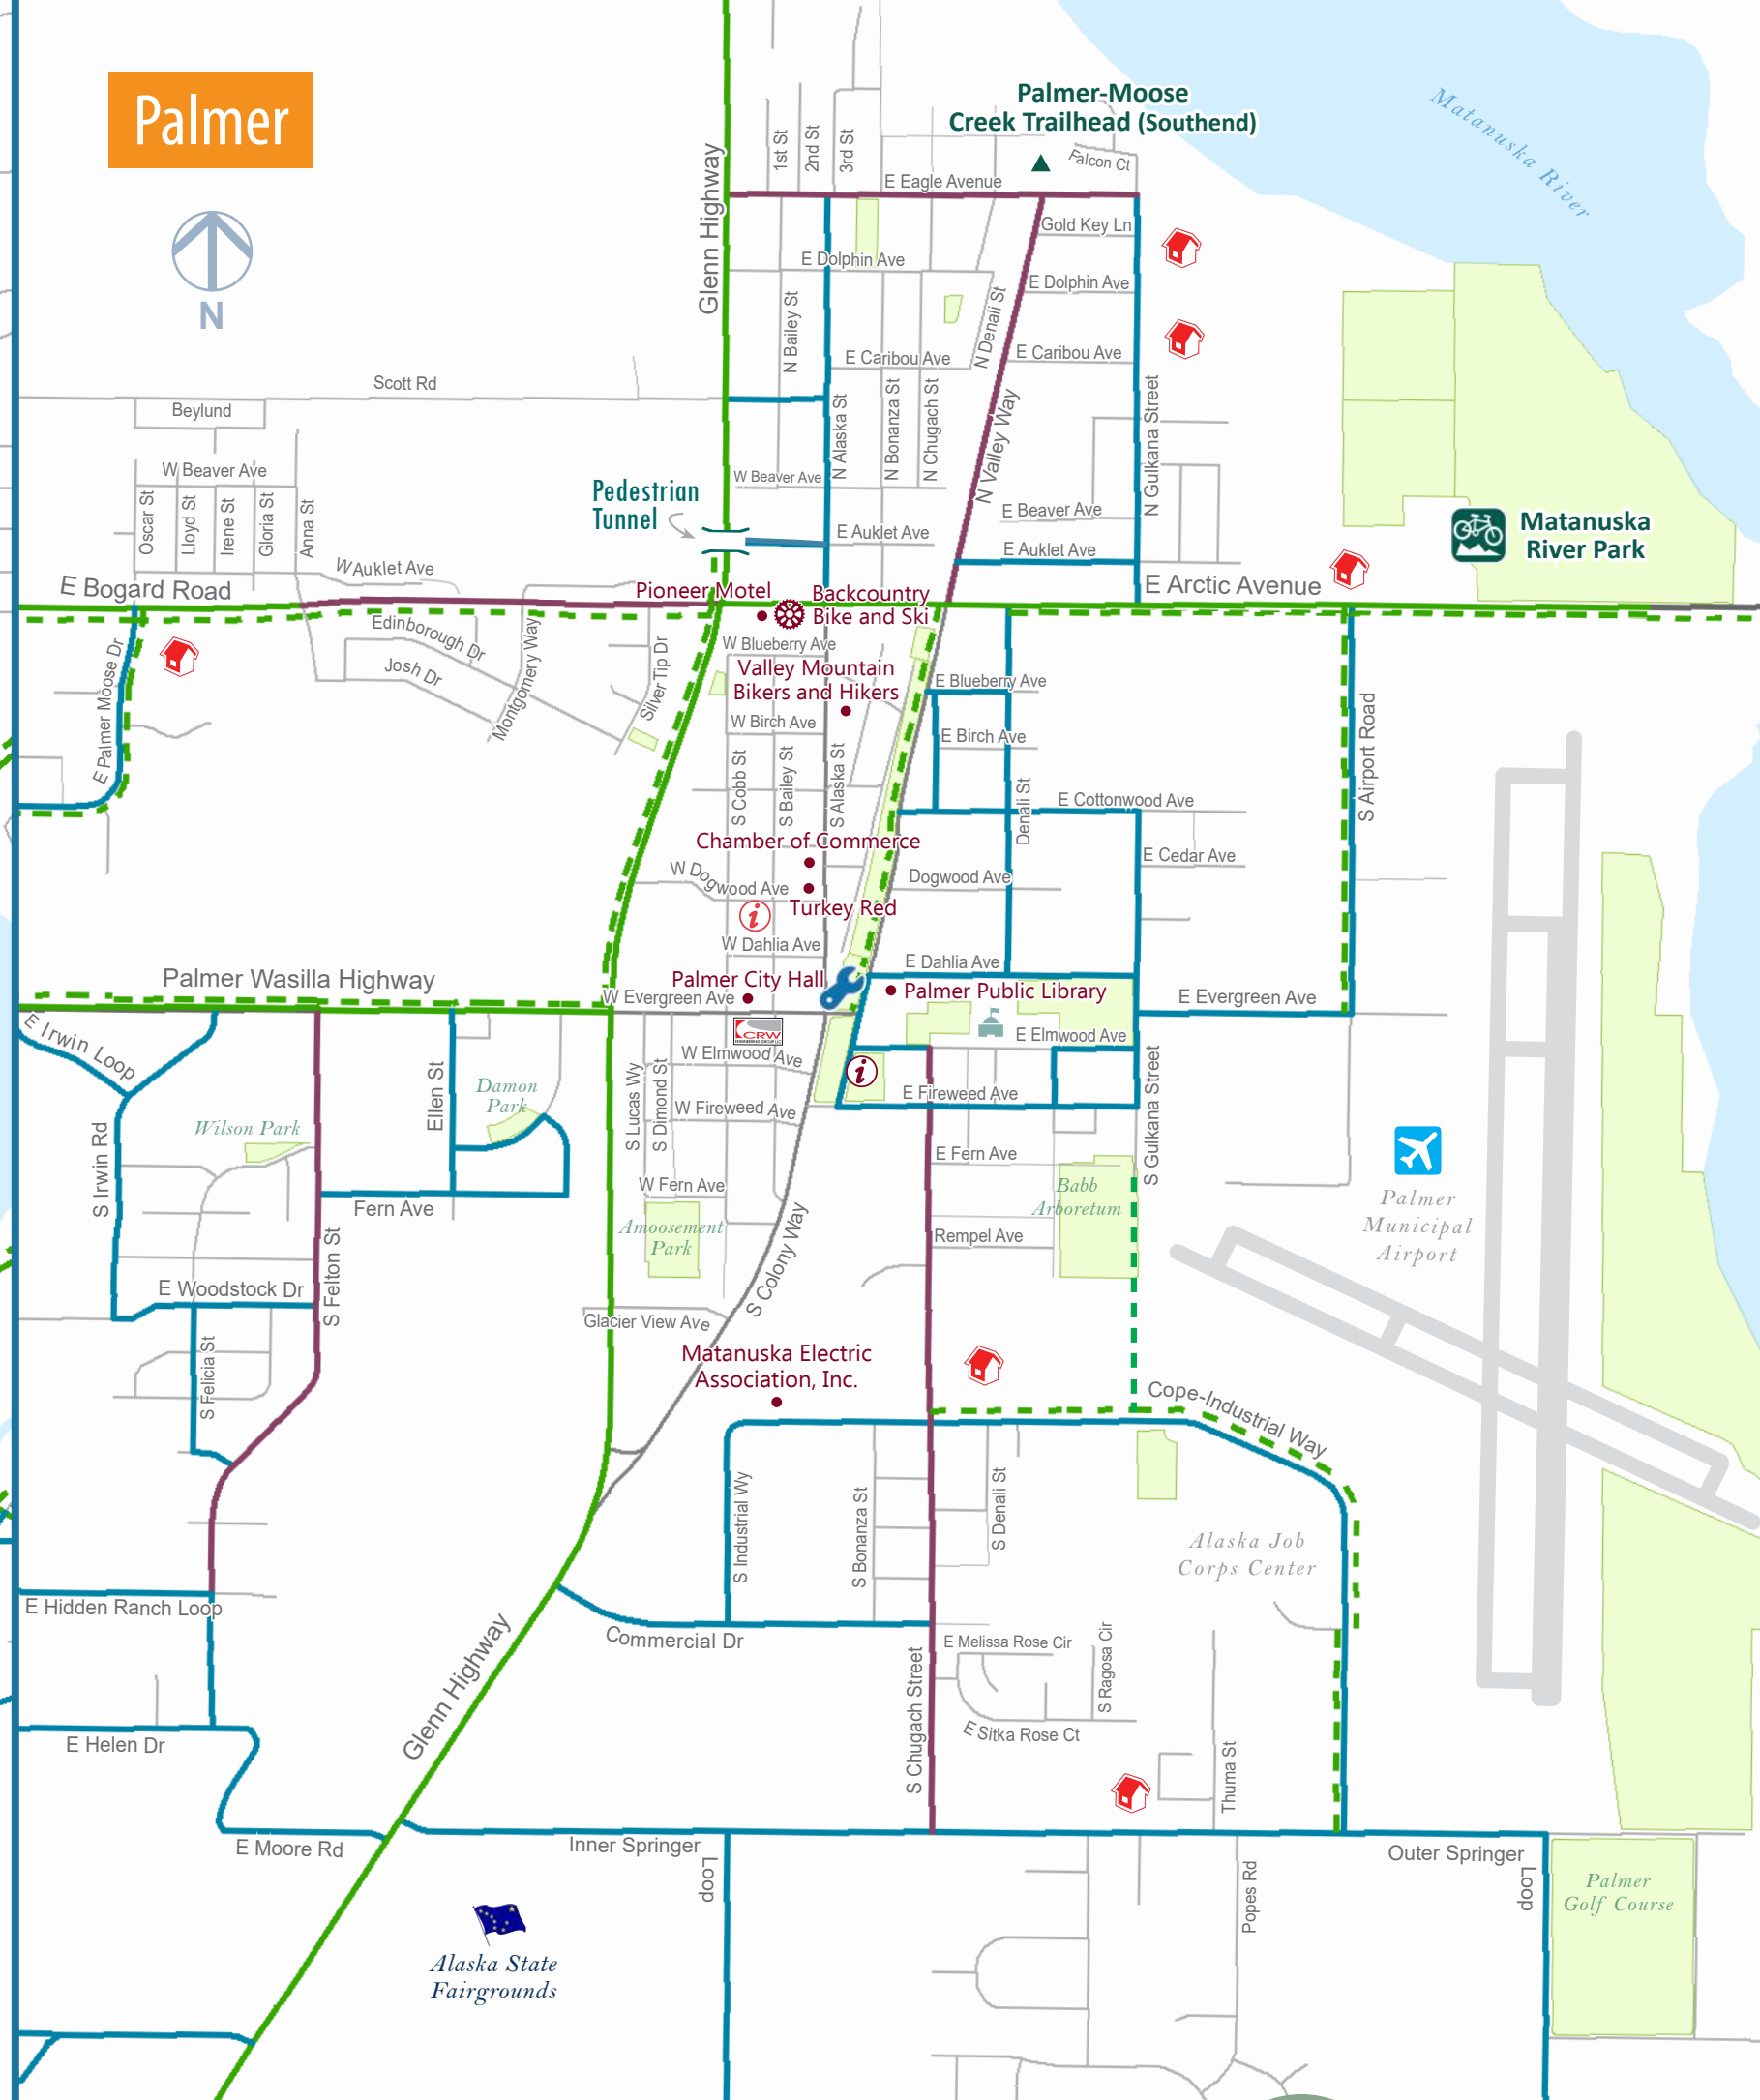 Palmer
N
Palmer-Moose
Creek Trailhead (Southend)
Matanuska River
Falcon Ct
1st St
2nd St
3rd St
E Eagle Avenue
Glenn Highway
Gold Key Ln
E Dolphin Ave
E Dolphin Ave
N Bailey St
N Denali St
E Caribou Ave
E Caribou Ave
Scott Rd
Beylund
N Alaska St
N Bonanza St
N Chugach St
N Valley Way
N Gulkana Street
W Beaver Ave
W Beaver Ave
Oscar St
Lloyd St
Irene St
Gloria St
Anna St
Pedestrian
Tunnel
E Beaver Ave
E Auklet Ave
E Auklet Ave
Matanuska
River Park
W Auklet Ave
E Bogard Road
E Arctic Avenue
Pioneer Motel
Backcountry
Bike and Ski
Edinborough Dr
Josh Dr
Montgomery Way
Silver Tip Dr
E Palmer Moose Dr
W Blueberry Ave
Valley Mountain
Bikers and Hikers
E Blueberry Ave
W Birch Ave
E Birch Ave
S Cobb St
S Bailey St
S Alaska St
Denali St
E Cottonwood Ave
S Airport Road
Chamber of Commerce
E Cedar Ave
W Dogwood Ave
Dogwood Ave
i
Turkey Red
W Dahlia Ave
E Dahlia Ave
Palmer Wasilla Highway
Palmer City Hall
Palmer Public Library
W Evergreen Ave
E Evergreen Ave
CRW
E Irwin Loop
E Elmwood Ave
W Elmwood Ave
i
S Lucas Wy
S Dimond St
Ellen St
Damon
Park
E Fireweed Ave
W Fireweed Ave
S Gulkana Street
Wilson Park
S Irwin Rd
E Fern Ave
W Fern Ave
Babb
Arboretum
Fern Ave
Amoosement
Park
Rempel Ave
Palmer
Municipal
Airport
S Felton St
S Colony Way
E Woodstock Dr
Glacier View Ave
S Felicia St
Matanuska Electric
Association, Inc.
Cope-Industrial Way
S Industrial Wy
S Bonanza St
S Denali St
Alaska Job
Corps Center
E Hidden Ranch Loop
Commercial Dr
Glenn Highway
E Melissa Rose Cir
S Ragosa Cir
S Chugach Street
E Sitka Rose Ct
Thuma St
E Helen Dr
E Moore Rd
Inner Springer
Loop
Outer Springer
Loop
Popes Rd
Palmer
Golf Course
Alaska State
Fairgrounds